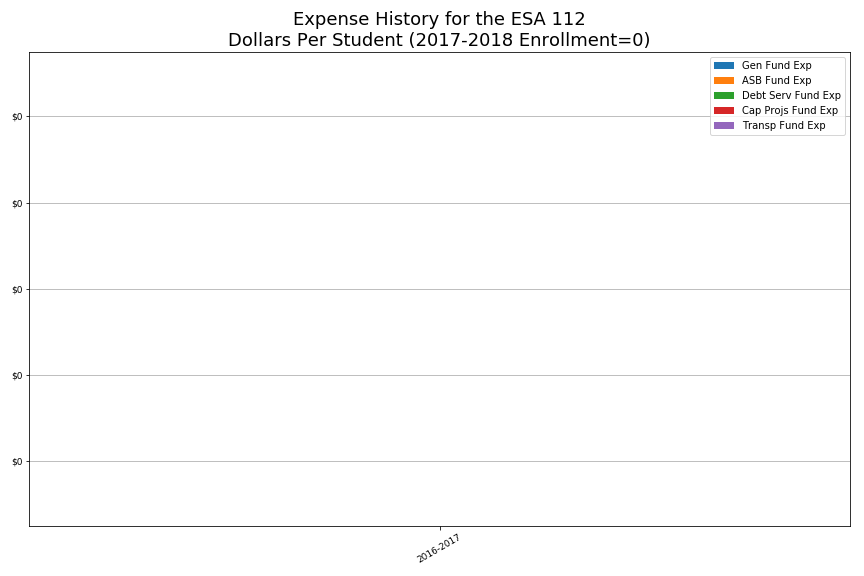 Expense History for the ESA 112
Dollars Per Student (2017-2018 Enrollment=0)
Gen Fund Exp
ASB Fund Exp
Debt Serv Fund Exp
Cap Projs Fund Exp
Transp Fund Exp
$0
$0
$0
$0
$0
2016-2017